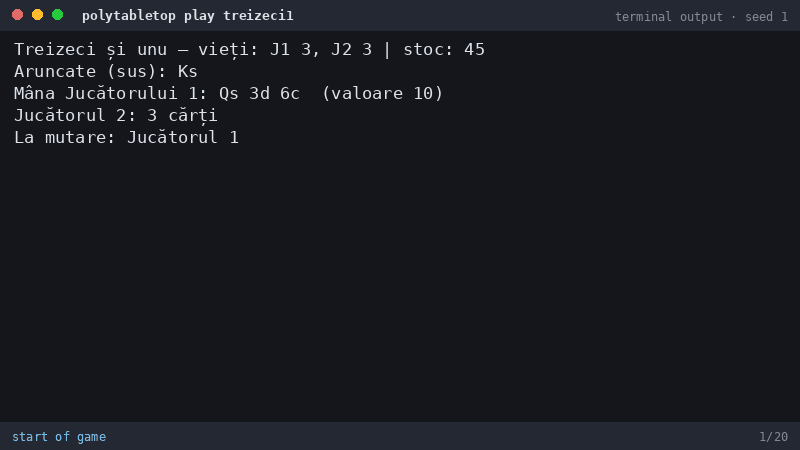 polytabletop play treizeci1
terminal output · seed 1
Treizeci și unu — vieți: J1 3, J2 3 | stoc: 45
Aruncate (sus): Ks
Mâna Jucătorului 1: Qs 3d 6c  (valoare 10)
Jucătorul 2: 3 cărți
La mutare: Jucătorul 1
start of game
1/20